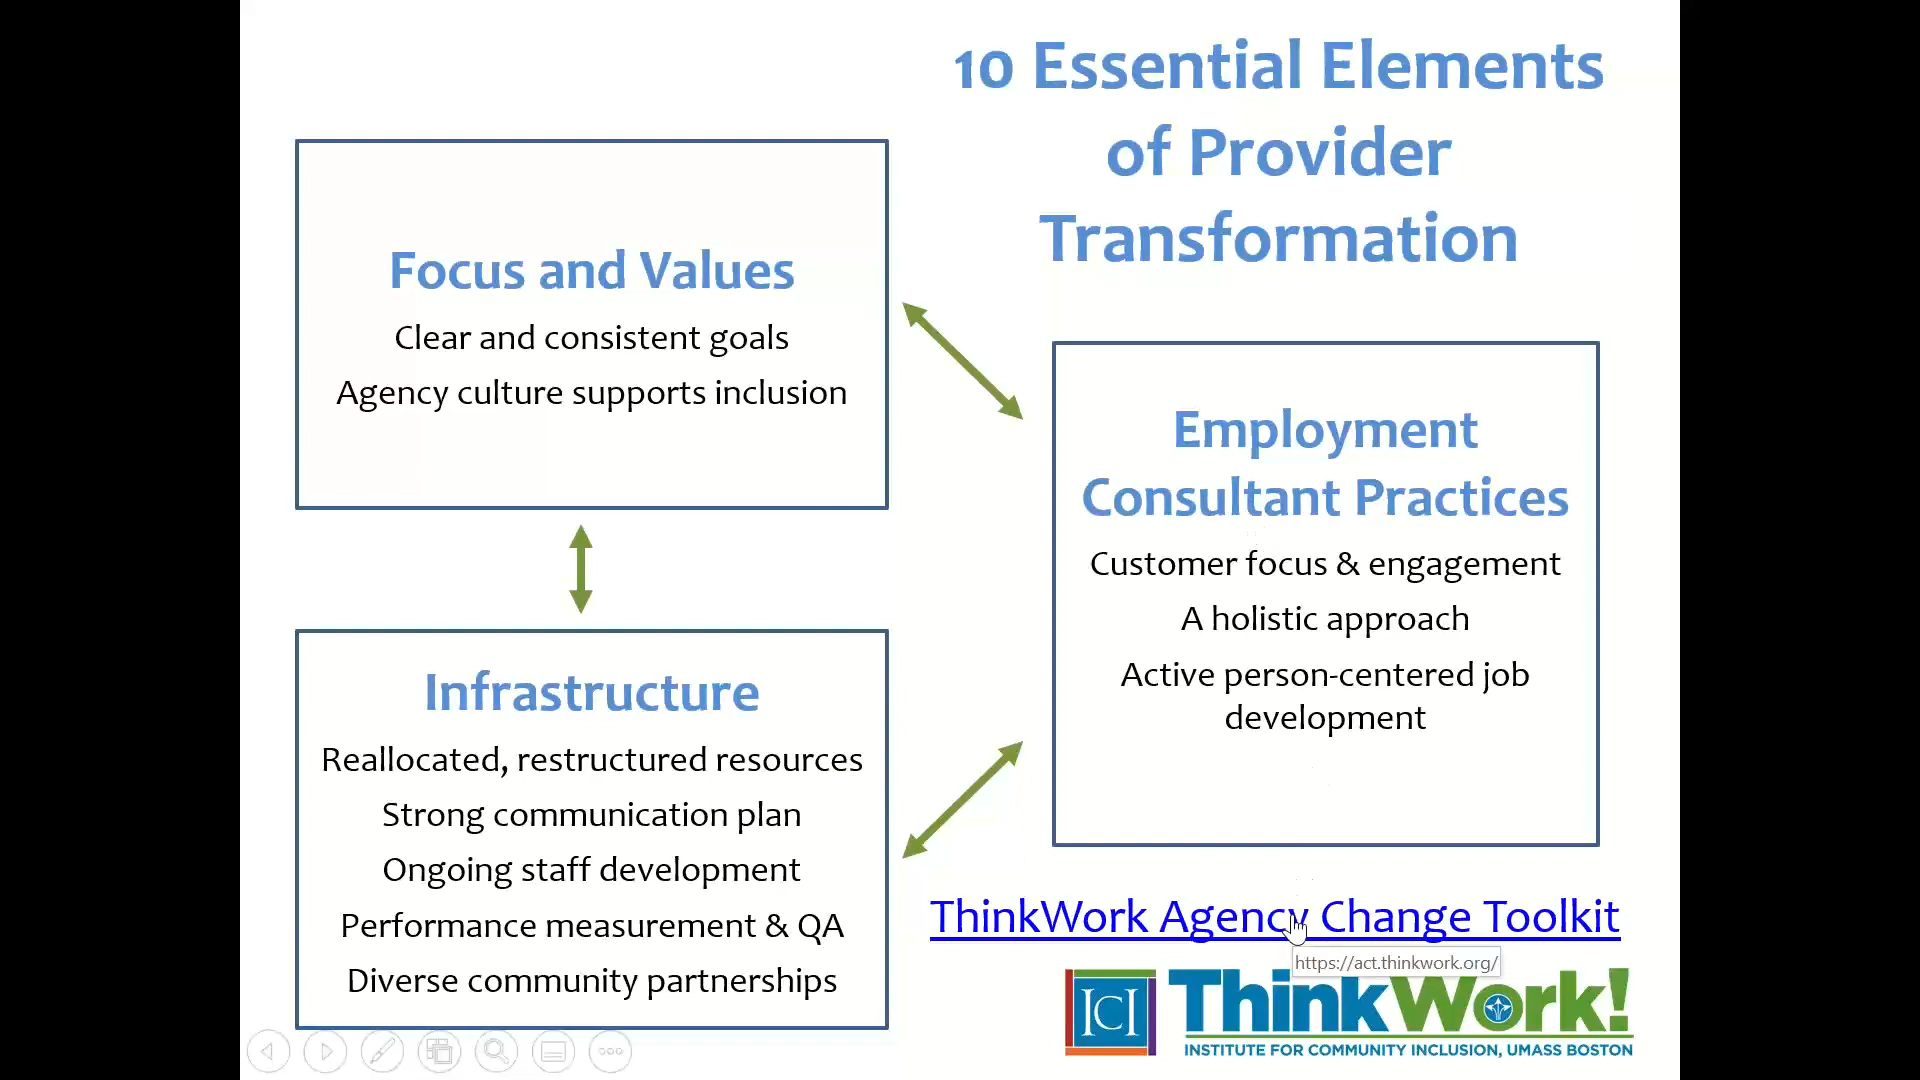 10 Essential Elements
of Provider
Transformation
Focus and Values
Clear and consistent goals
Agency culture supports inclusion
Employment
Consultant Practices
Customer focus & engagement
A holistic approach
Active person-centered job
development
Infrastructure
Reallocated, restructured resources
Strong communication plan
Ongoing staff development
Performance measurement & QA
Diverse community partnerships
ThinkWork Agency Change Toolkit
https://act.thinkwork.org/
ICI ThinkWork!
INSTITUTE FOR COMMUNITY INCLUSION, UMASS BOSTON